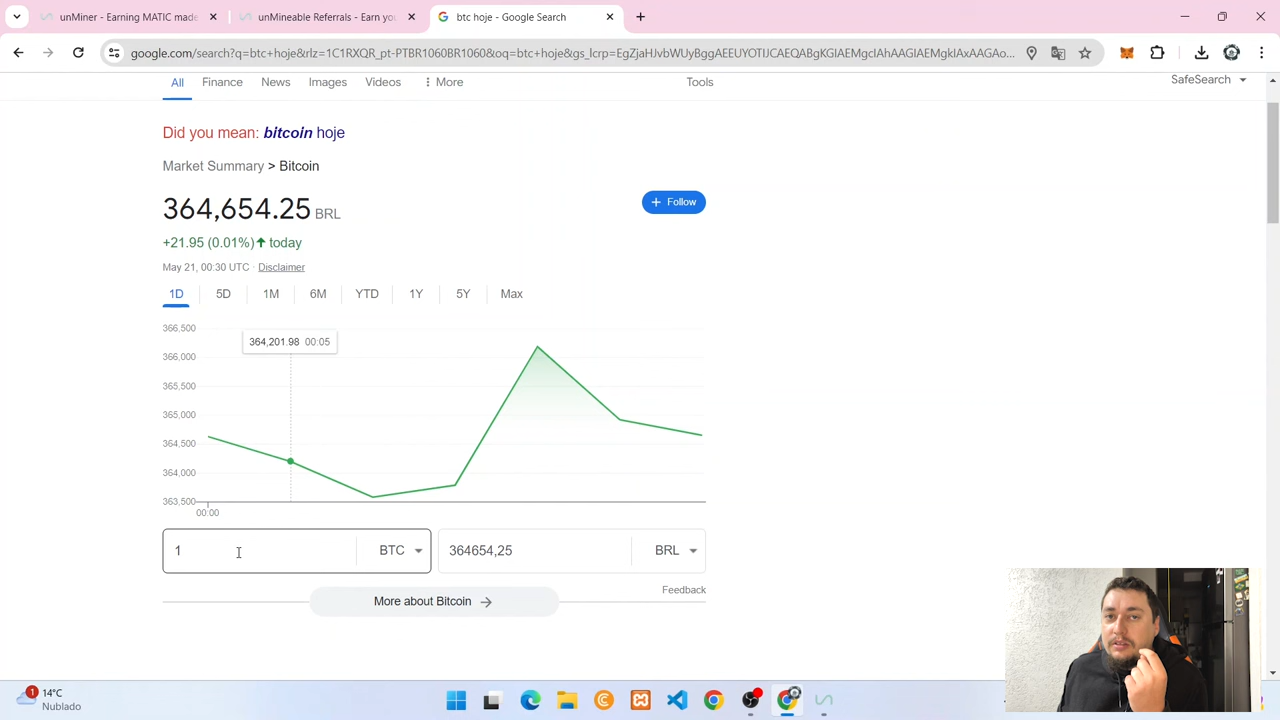 unMiner - Earning MATIC made
unMineable Referrals - Earn yo
btc hoje - Google Search
google.com/search?q=btc+hoje&rlz=1C1RXQR_pt-PTBR1060BR1060&oq=btc+hoje&gs_lcrp=EgZjaHJvbWUyBggAEEUYOTIJCAEQABgKGIAEMgcIAhAAGIAEMgkIAxAAGAo...
All Finance News Images Videos More Tools SafeSearch
Did you mean: bitcoin hoje
Market Summary > Bitcoin
364,654.25 BRL
+ Follow
+21.95 (0.01%) today
May 21, 00:30 UTC · Disclaimer
1D 5D 1M 6M YTD 1Y 5Y Max
366,500
364,201.98 00:05
366,000
365,500
365,000
364,500
364,000
363,500
00:00
1 BTC 364654,25 BRL
Feedback
More about Bitcoin
1 14°C
Nublado